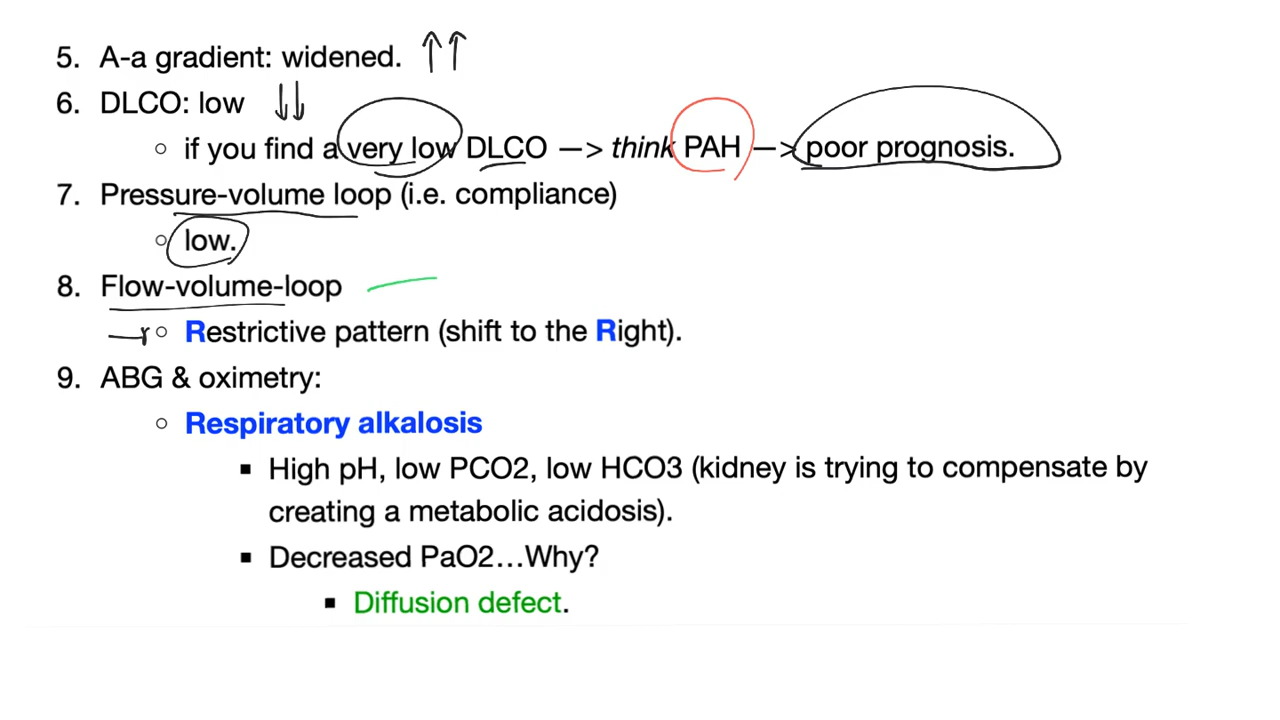 5. A-a gradient: widened. ↑↑
6. DLCO: low ↓↓
○ if you find a very low DLCO —> think PAH —> poor prognosis.
7. Pressure-volume loop (i.e. compliance)
○ low.
8. Flow-volume-loop
○ Restrictive pattern (shift to the Right).
9. ABG & oximetry:
○ Respiratory alkalosis
▪ High pH, low PCO2, low HCO3 (kidney is trying to compensate by
creating a metabolic acidosis).
▪ Decreased PaO2...Why?
▪ Diffusion defect.